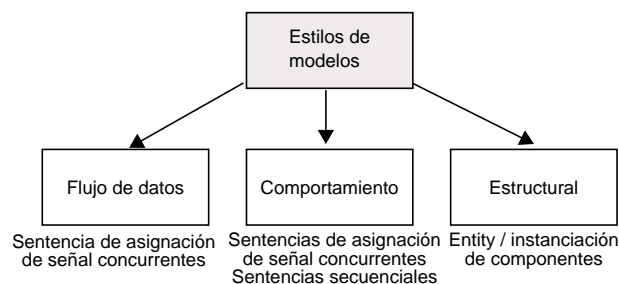 Estilos de
modelos
Flujo de datos
Comportamiento
Estructural
Sentencia de asignación
de señal concurrentes
Sentencias de asignación
de señal concurrentes
Sentencias secuenciales
Entity / instanciación
de componentes